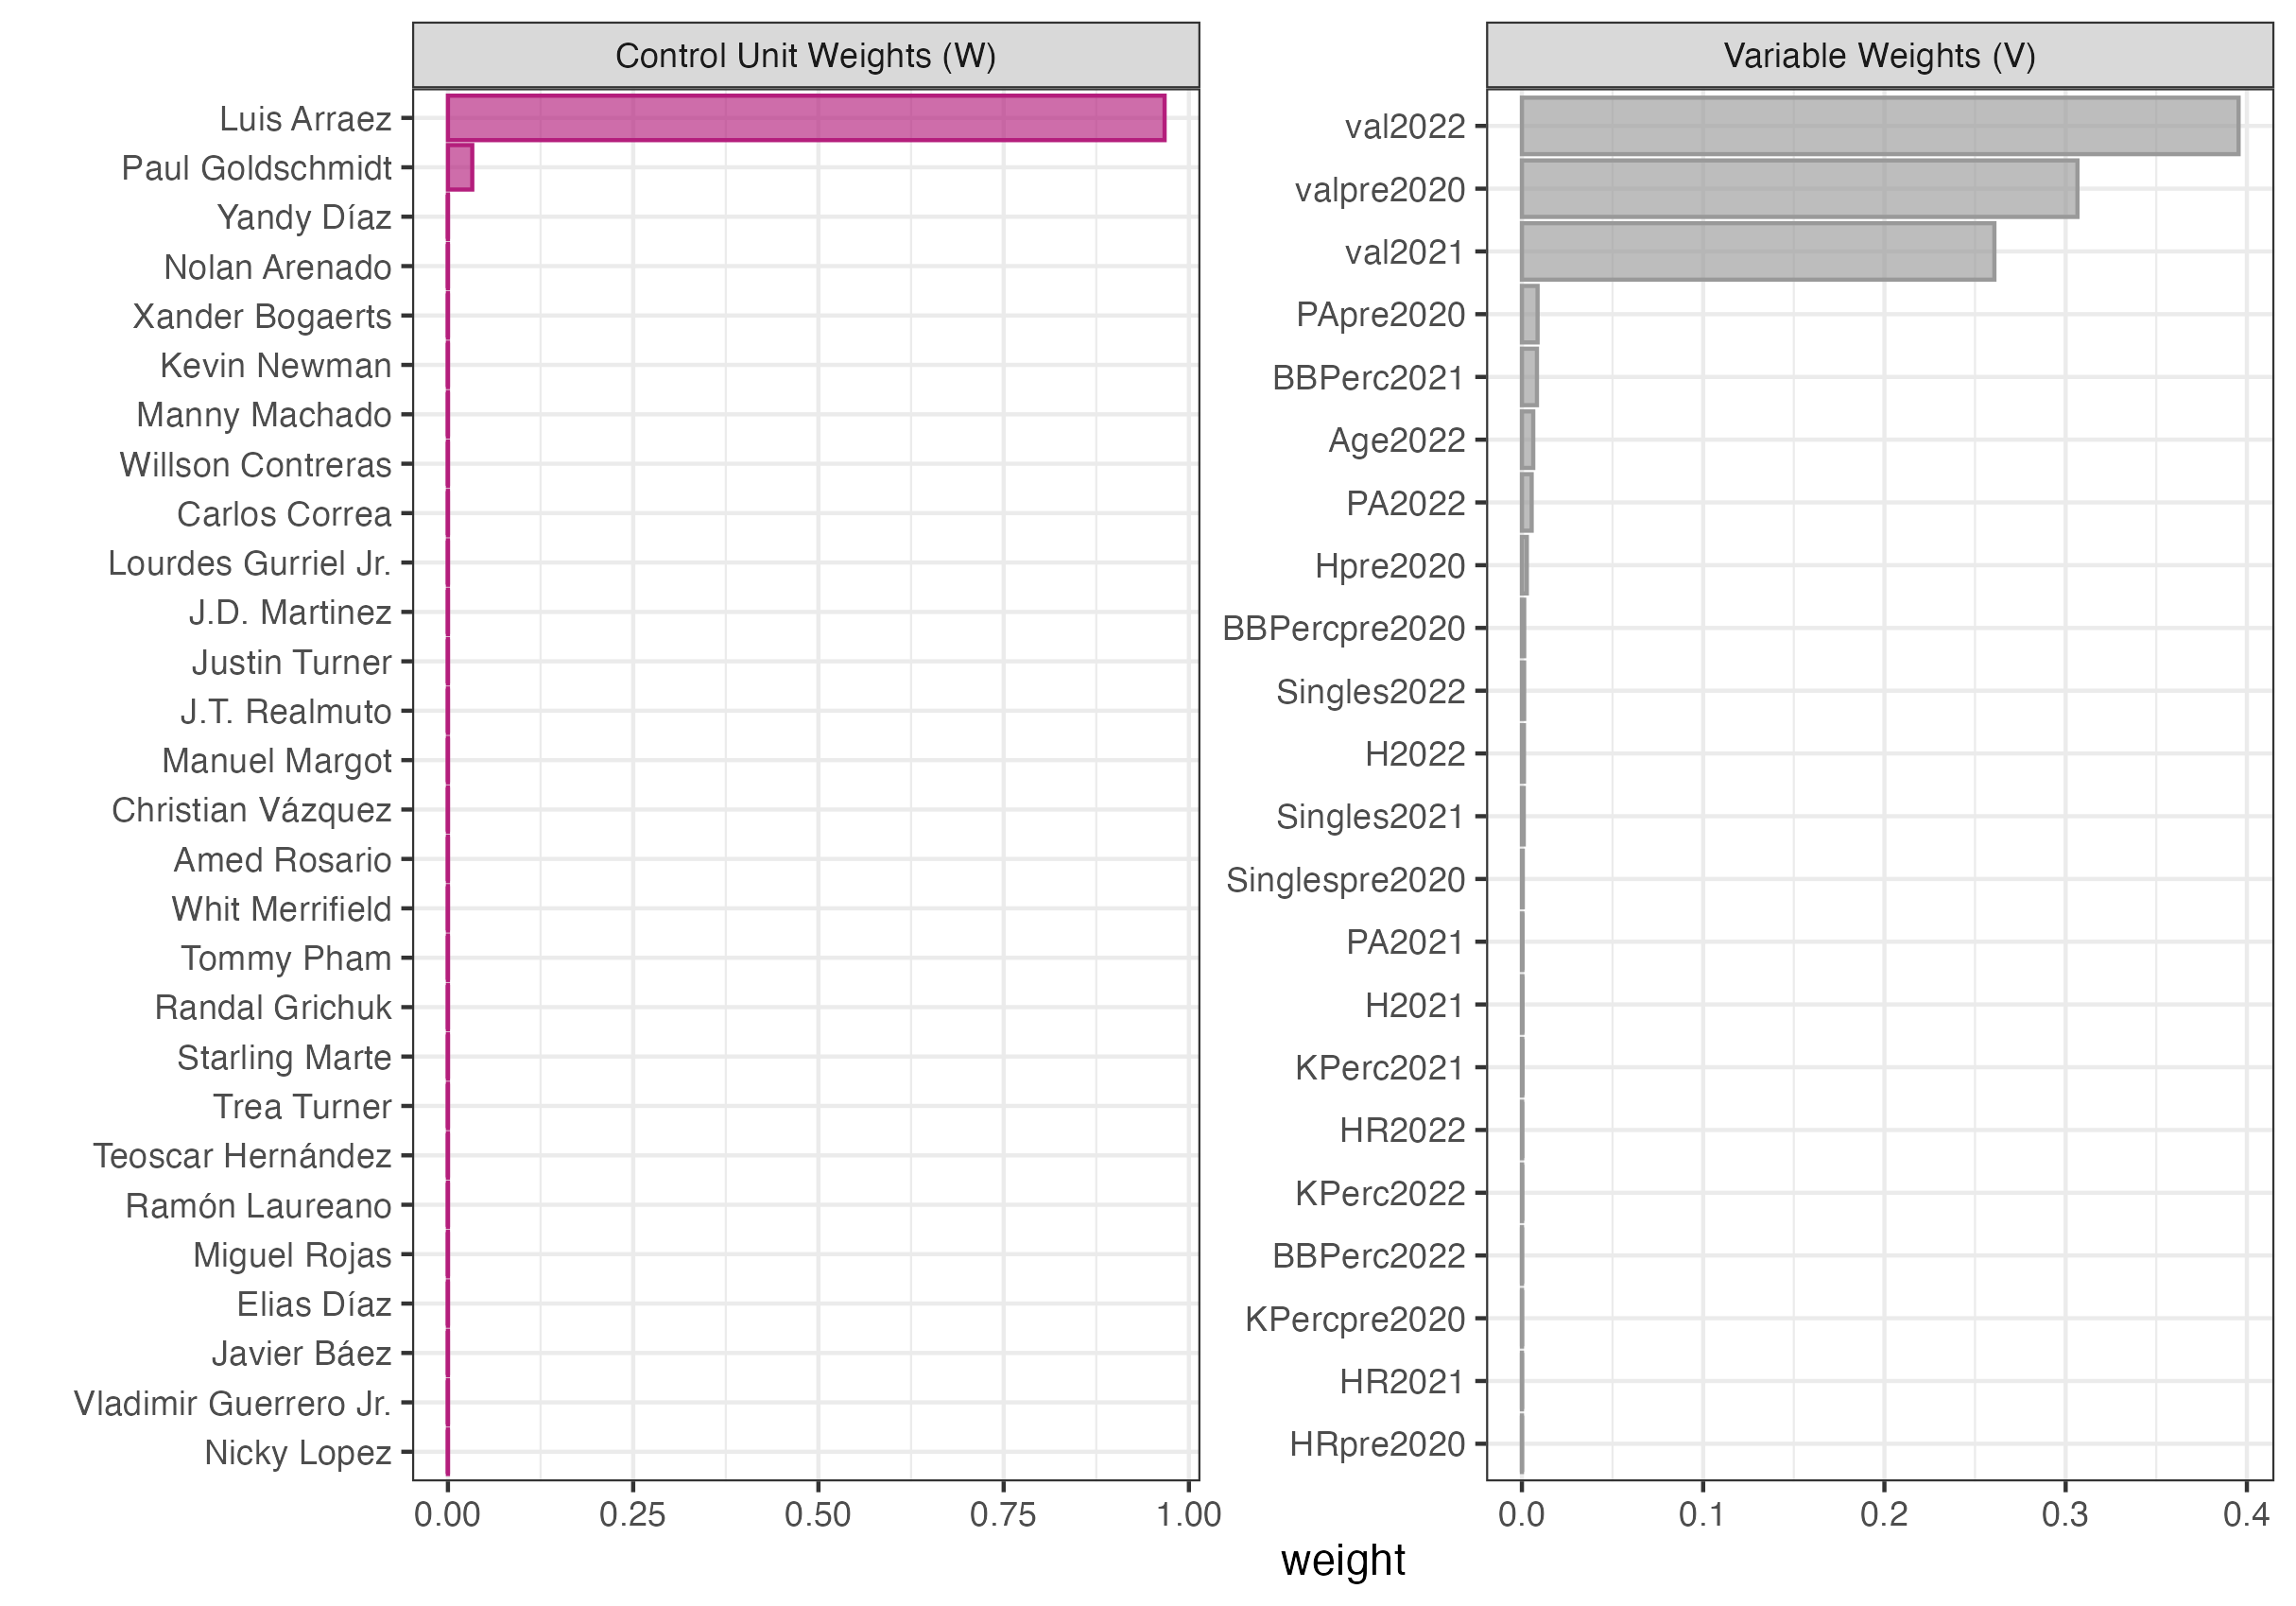 Control Unit Weights (W)
Luis Arraez
Paul Goldschmidt
Yandy Díaz
Nolan Arenado
Xander Bogaerts
Kevin Newman
Manny Machado
Willson Contreras
Carlos Correa
Lourdes Gurriel Jr.
J.D. Martinez
Justin Turner
J.T. Realmuto
Manuel Margot
Christian Vázquez
Amed Rosario
Whit Merrifield
Tommy Pham
Randal Grichuk
Starling Marte
Trea Turner
Teoscar Hernández
Ramón Laureano
Miguel Rojas
Elias Díaz
Javier Báez
Vladimir Guerrero Jr.
Nicky Lopez
0.00 0.25 0.50 0.75 1.00
Variable Weights (V)
val2022
valpre2020
val2021
PApre2020
BBPerc2021
Age2022
PA2022
Hpre2020
BBPercpre2020
Singles2022
H2022
Singles2021
Singlespre2020
PA2021
H2021
KPerc2021
HR2022
KPerc2022
BBPerc2022
KPercpre2020
HR2021
HRpre2020
0.0 0.1 0.2 0.3 0.4
weight